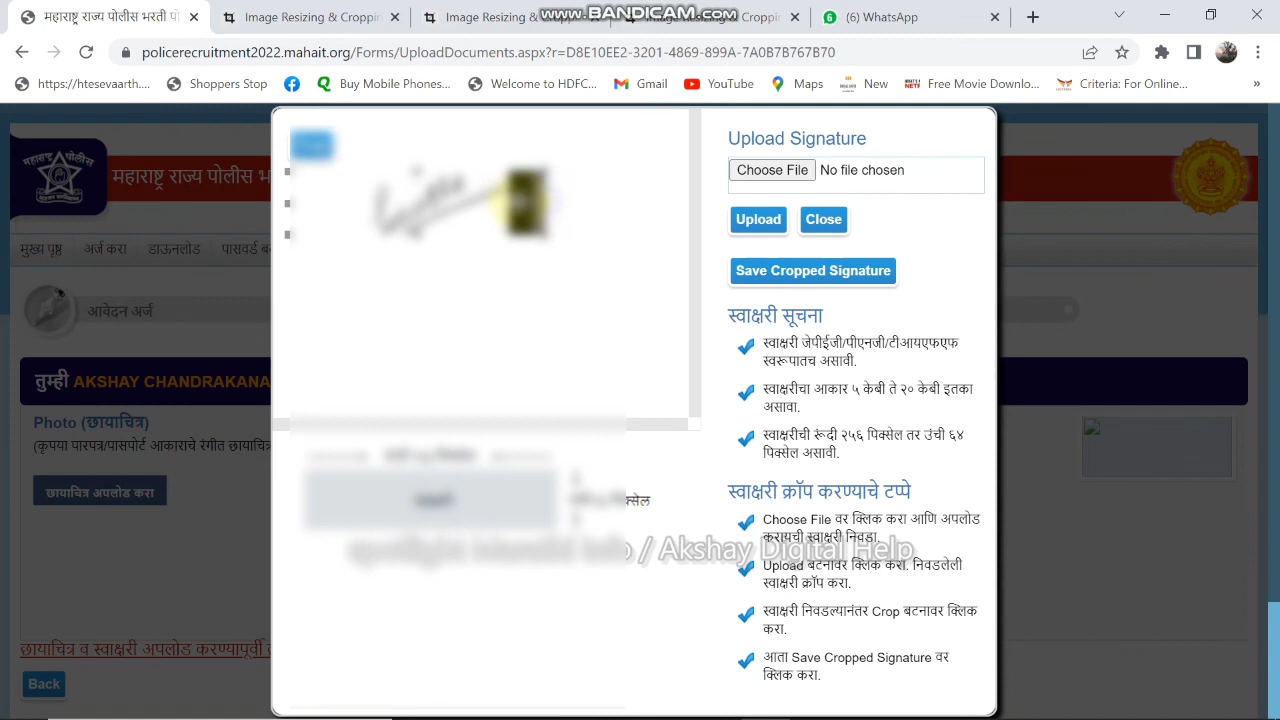 महाराष्ट्र राज्य पोलीस भरती पो
Image Resizing & Croppin
Image Resizing &
(6) WhatsApp
www.BANDICAM.com
policerecruitment2022.mahait.org/Forms/UploadDocuments.aspx?r=D8E10EE2-3201-4869-899A-7A0B7B767B70
https://htsevaarth....
Shoppers Stop
Buy Mobile Phones...
Welcome to HDFC...
Gmail
YouTube
Maps
New
Free Movie Downlo...
Criteria: For Online...
»
महाराष्ट्र पोलीस
महाराष्ट्र राज्य पोलीस भ
मुख्य पृष्ठ
अर्ज करा
डाऊनलोड
पासवर्ड ब
आवेदन अर्ज
तुम्ही AKSHAY CHANDRAKANA
Photo (छायाचित्र)
(कृपया पारपत्र/पासपोर्ट आकाराचे रंगीत छायाचित्र
छायाचित्र अपलोड करा
छायाचित्र व स्वाक्षरी अपलोड करण्यापूर्वी
Back
Upload Signature
Choose File No file chosen
Upload
Close
Save Cropped Signature
स्वाक्षरी सूचना
स्वाक्षरी जेपीईजी/पीएनजी/टीआयएफएफ
स्वरूपातच असावी.
स्वाक्षरीचा आकार ५ केबी ते २० केबी इतका
असावा.
स्वाक्षरीची रूंदी २५६ पिक्सेल तर उंची ६४
पिक्सेल असावी.
स्वाक्षरी क्रॉप करण्याचे टप्पे
Choose File वर क्लिक करा आणि अपलोड
करायची स्वाक्षरी निवडा.
Upload बटनावर क्लिक करा. निवडलेली
स्वाक्षरी क्रॉप करा.
स्वाक्षरी निवडल्यानंतर Crop बटनावर क्लिक
करा.
आता Save Cropped Signature वर
क्लिक करा.
/ Akshay Digital Help